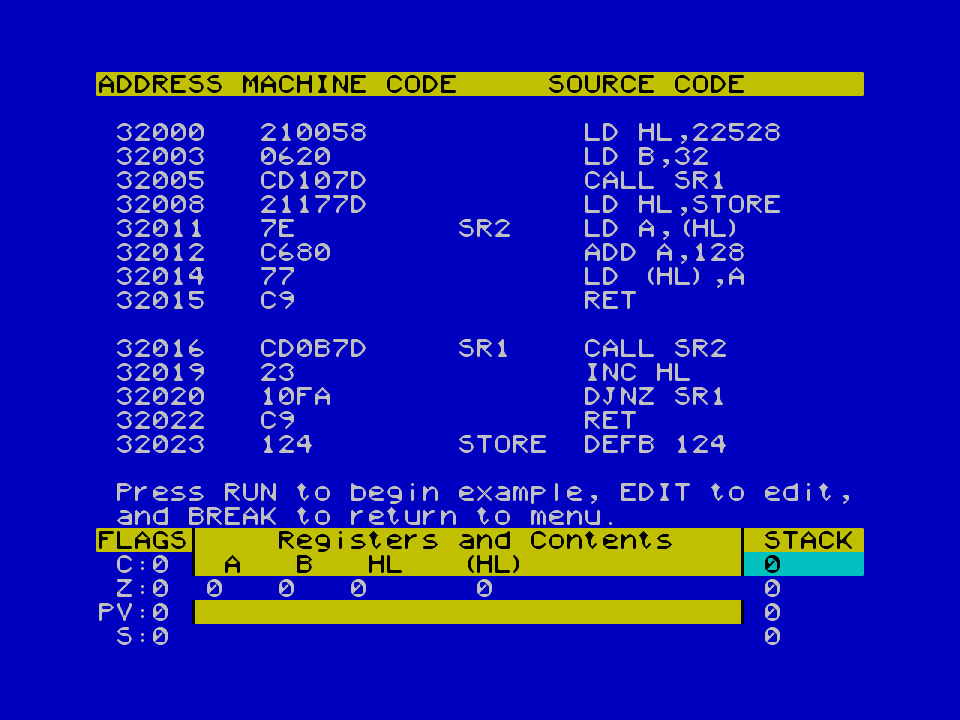 ADDRESS MACHINE CODE SOURCE CODE
32000 210058 LD HL,22528
32003 0620 LD B,32
32005 CD107D CALL SR1
32008 21177D LD HL,STORE
32011 7E SR2 LD A,(HL)
32012 C680 ADD A,128
32014 77 LD (HL),A
32015 C9 RET
32016 CD0B7D SR1 CALL SR2
32019 23 INC HL
32020 10FA DJNZ SR1
32022 C9 RET
32023 124 STORE DEFB 124
Press RUN to begin example, EDIT to edit,
and BREAK to return to menu.
FLAGS Registers and Contents STACK
C:0 A B HL (HL) 0
Z:0 0 0 0 0 0
PV:0 0
S:0 0